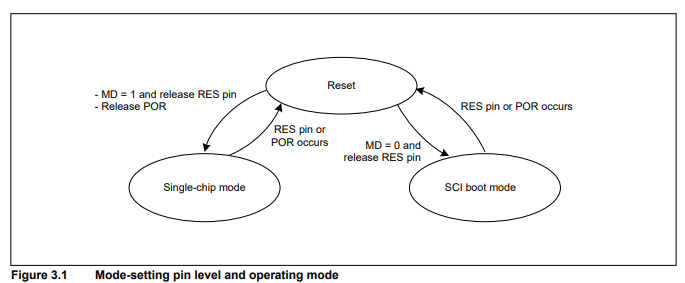 Reset
- MD = 1 and release RES pin
- Release POR
RES pin or POR occurs
RES pin or
POR occurs
MD = 0 and
release RES pin
Single-chip mode
SCI boot mode
Figure 3.1 Mode-setting pin level and operating mode